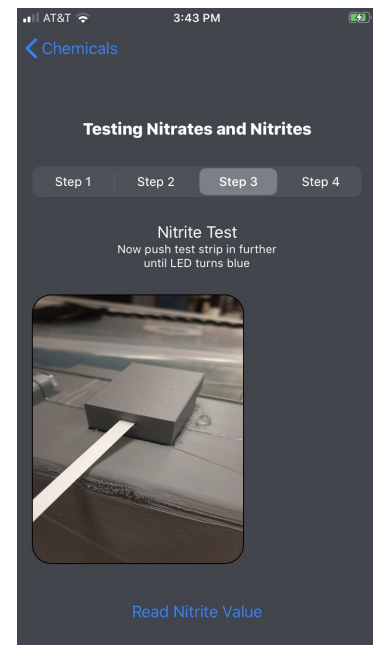 AT&T 3:43 PM
Chemicals
Testing Nitrates and Nitrites
Step 1 Step 2 Step 3 Step 4
Nitrite Test
Now push test strip in further
until LED turns blue
Read Nitrite Value